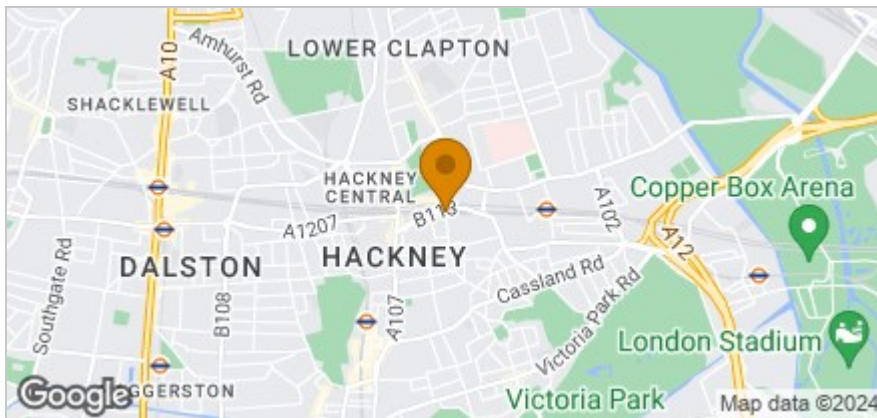 LOWER CLAPTON
Amhurst Rd
A10
SHACKLEWELL
HACKNEY
CENTRAL
B113
A1207
A102
Copper Box Arena
A12
HACKNEY
DALSTON
Cassland Rd
Southgate Rd
B108
A107
Victoria Park Rd
London Stadium
GGERSTON
Victoria Park
Google
Map data ©2024